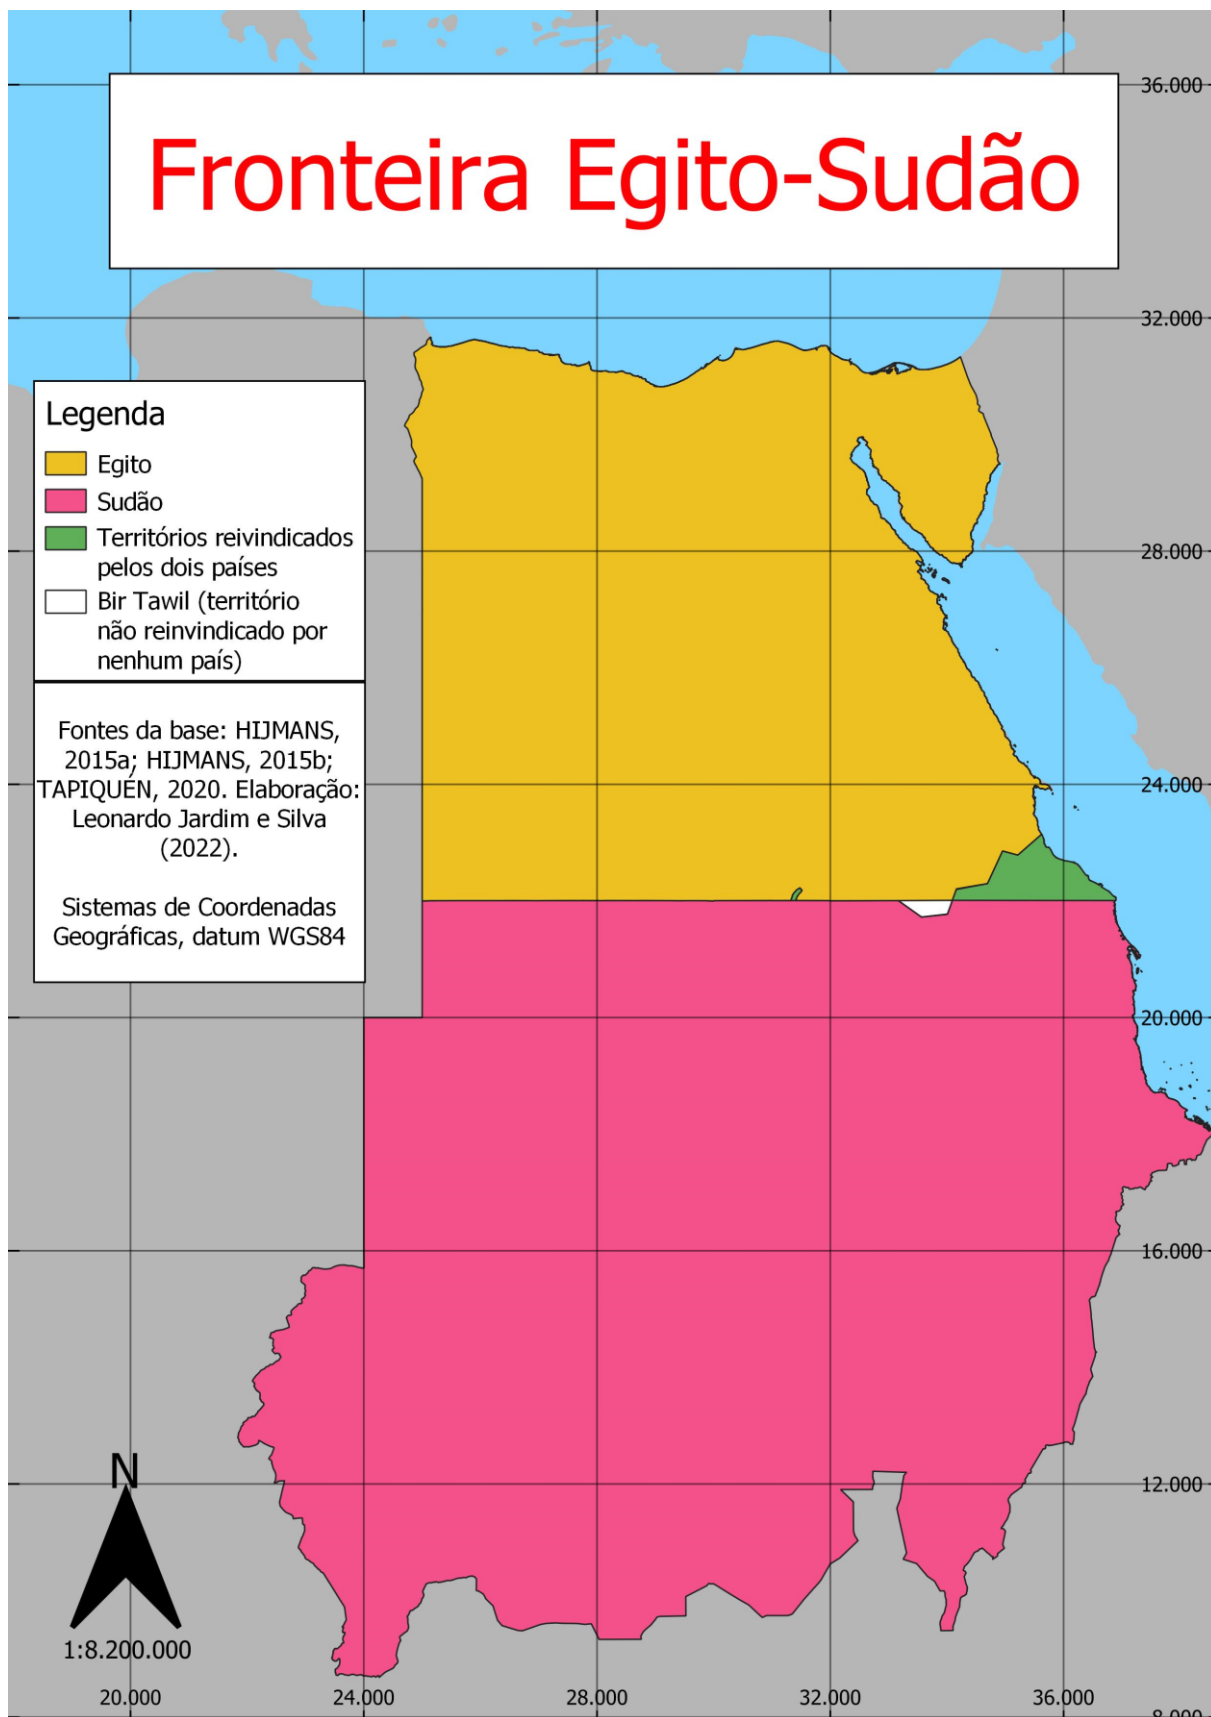 Fronteira Egito-Sudão
36.000
32.000
Legenda
Egito
Sudão
Territórios reivindicados
pelos dois países
Bir Tawil (território
não reinvindicado por
nenhum país)
Fontes da base: HIJMANS,
2015a; HIJMANS, 2015b;
TAPIQUÉN, 2020. Elaboração:
Leonardo Jardim e Silva
(2022).
Sistemas de Coordenadas
Geográficas, datum WGS84
28.000
24.000
20.000
16.000
12.000
8.000
N
1:8.200.000
20.000
24.000
28.000
32.000
36.000